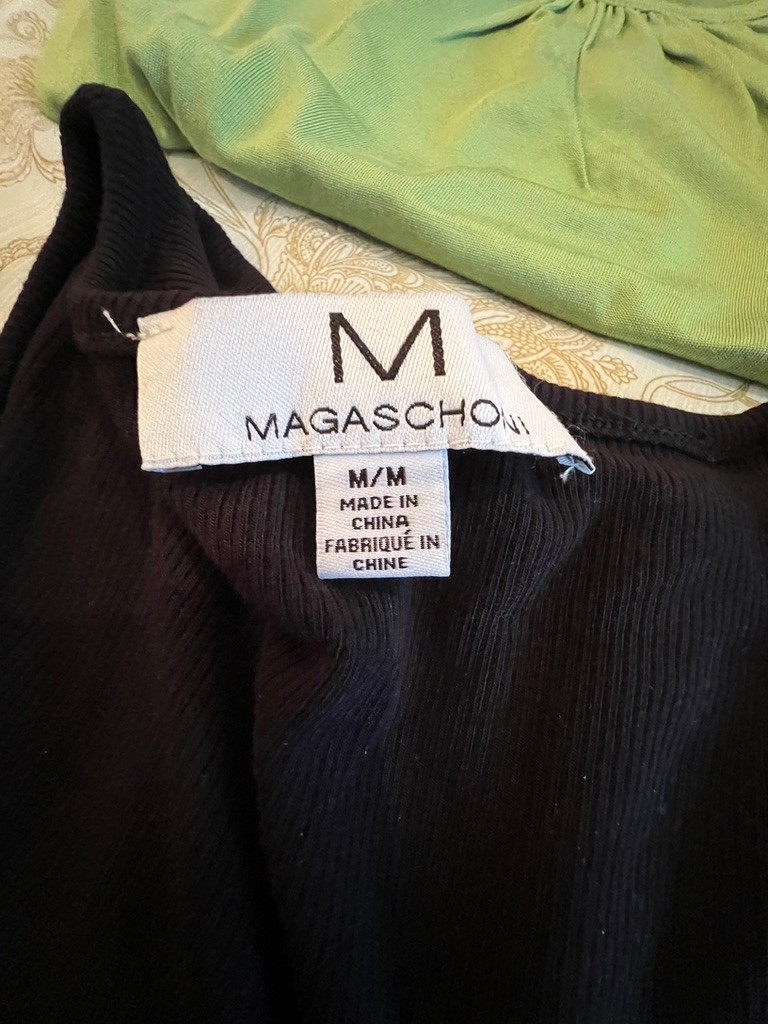 M
MAGASCHONI
M/M
MADE IN
CHINA
FABRIQUÉ IN
CHINE